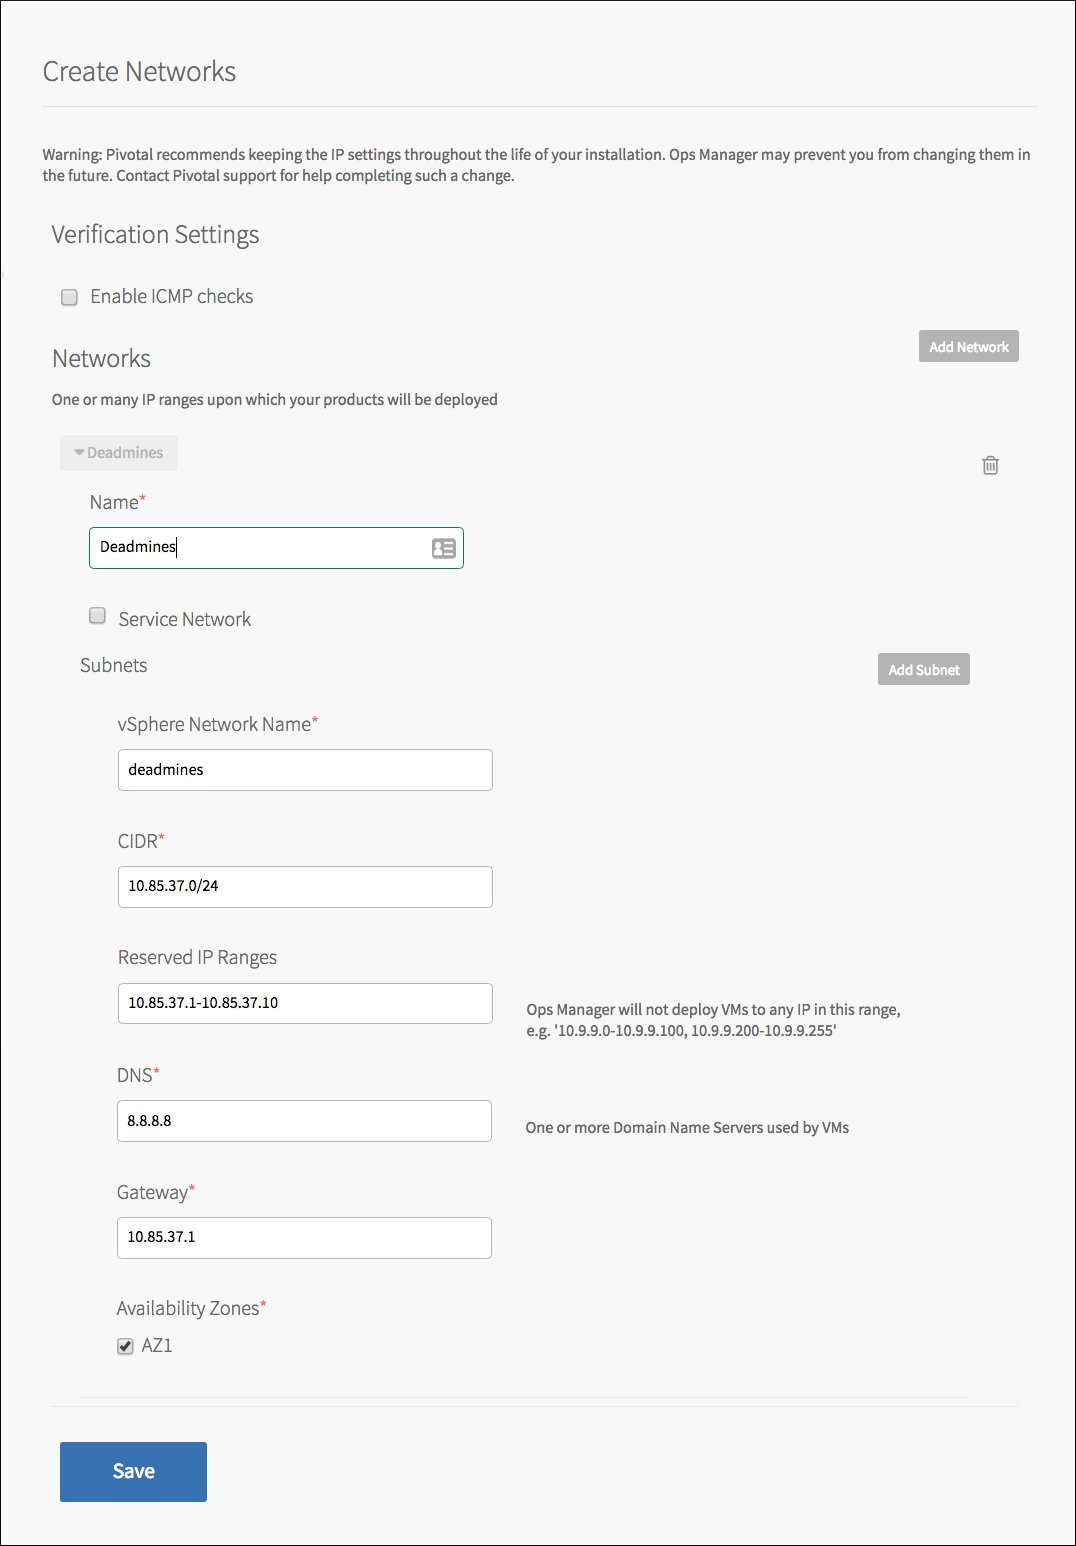 Create Networks
Warning: Pivotal recommends keeping the IP settings throughout the life of your installation. Ops Manager may prevent you from changing them in
the future. Contact Pivotal support for help completing such a change.
Verification Settings
Enable ICMP checks
Networks
Add Network
One or many IP ranges upon which your products will be deployed
Deadmines
Name*
Deadmines
Service Network
Subnets
Add Subnet
vSphere Network Name*
deadmines
CIDR*
10.85.37.0/24
Reserved IP Ranges
10.85.37.1-10.85.37.10
Ops Manager will not deploy VMs to any IP in this range,
e.g. '10.9.9.0-10.9.9.100, 10.9.9.200-10.9.9.255'
DNS*
8.8.8.8
One or more Domain Name Servers used by VMs
Gateway*
10.85.37.1
Availability Zones*
AZ1
Save